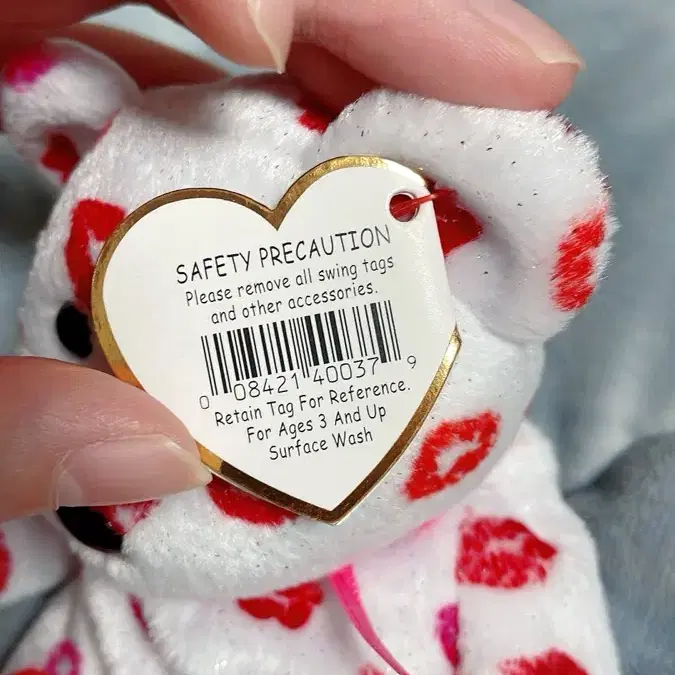 SAFETY PRECAUTION
Please remove all swing tags
and other accessories.
0 08421 40037 9
Retain Tag For Reference.
For Ages 3 And Up
Surface Wash